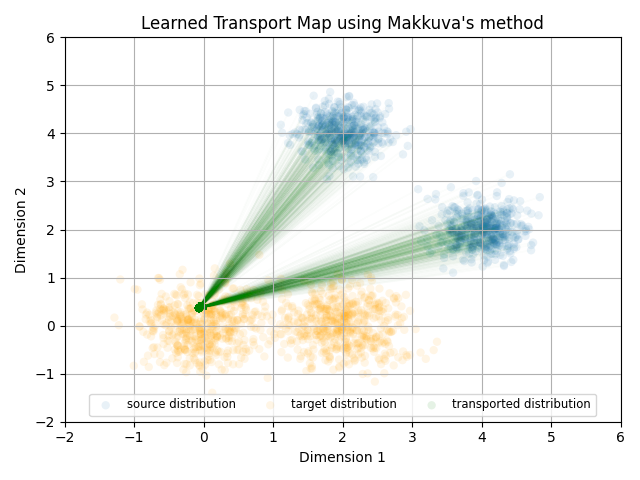 Learned Transport Map using Makkuva's method
6
5
4
3
2
1
0
−1
−2
Dimension 2
source distribution target distribution transported distribution
−2 −1 0 1 2 3 4 5 6
Dimension 1